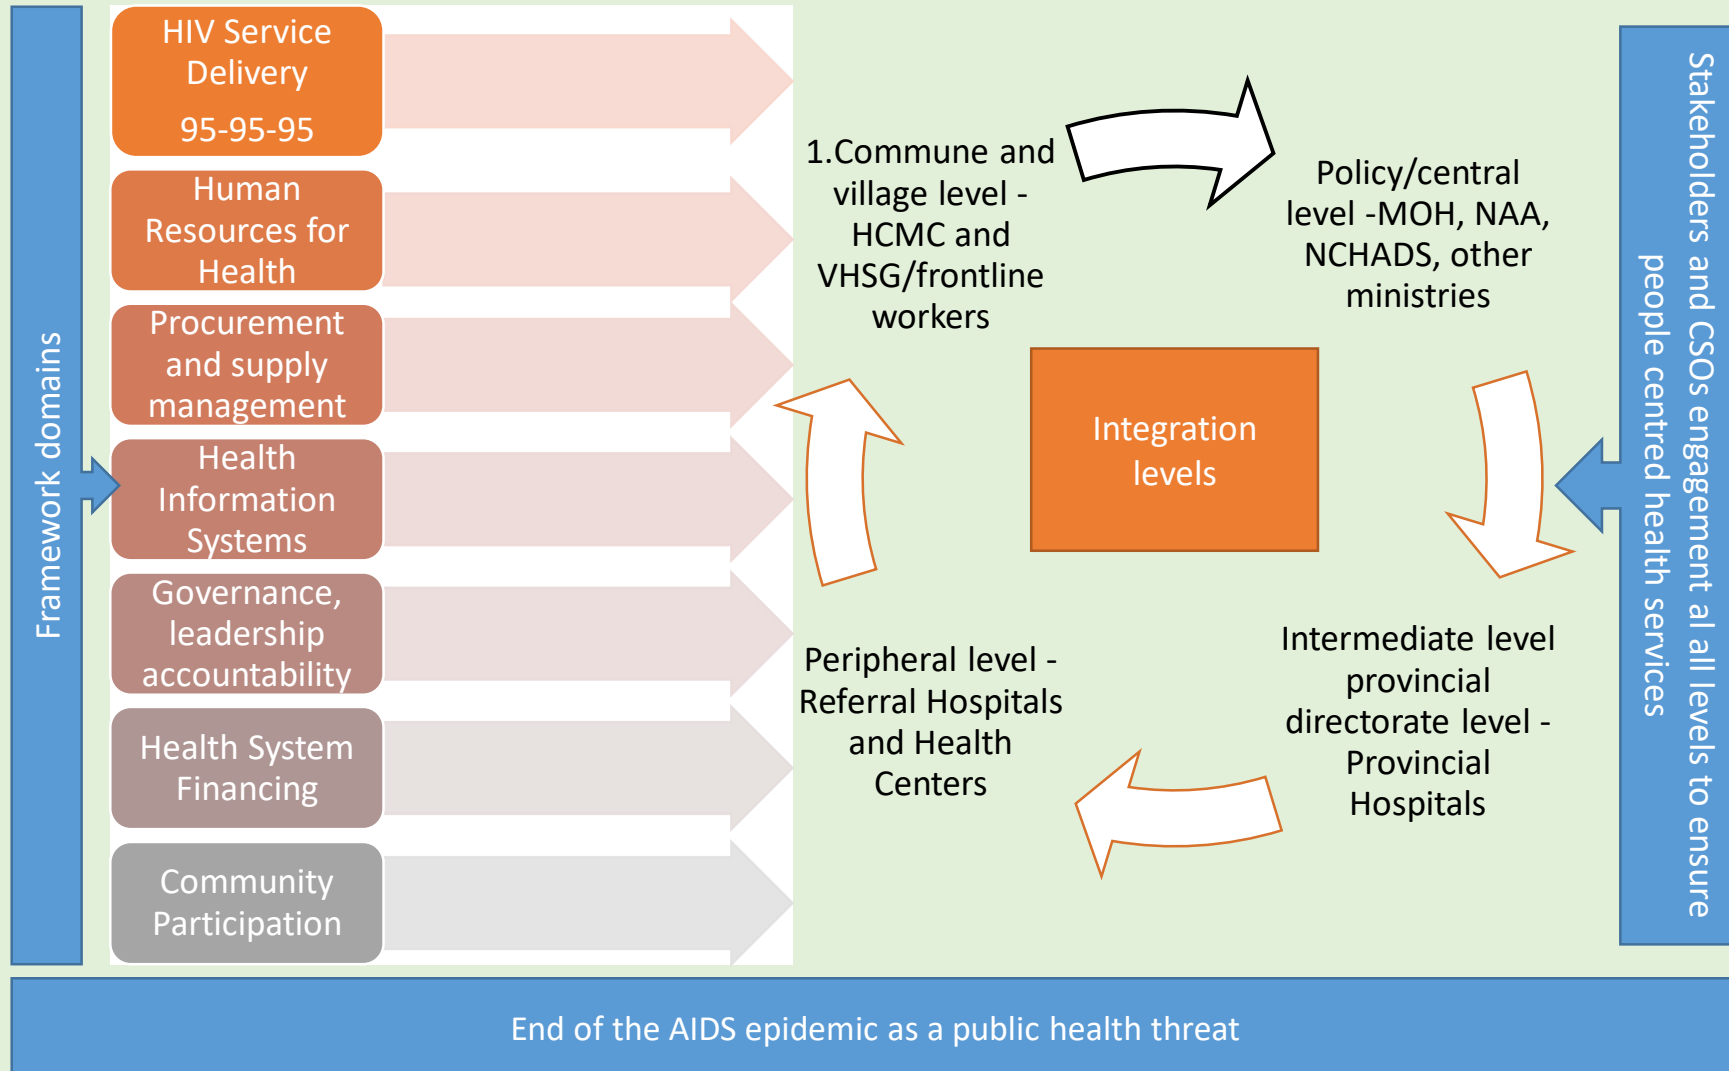 Framework domains
HIV Service
Delivery
95-95-95
Human
Resources for
Health
Procurement
and supply
management
Health
Information
Systems
Governance,
leadership
accountability
Health System
Financing
Community
Participation
1.Commune and
village level -
HCMC and
VHSG/frontline
workers
Policy/central
level -MOH, NAA,
NCHADS, other
ministries
Integration
levels
Peripheral level -
Referral Hospitals
and Health
Centers
Intermediate level
provincial
directorate level -
Provincial
Hospitals
Stakeholders and CSOs engagement al all levels to ensure
people centred health services
End of the AIDS epidemic as a public health threat